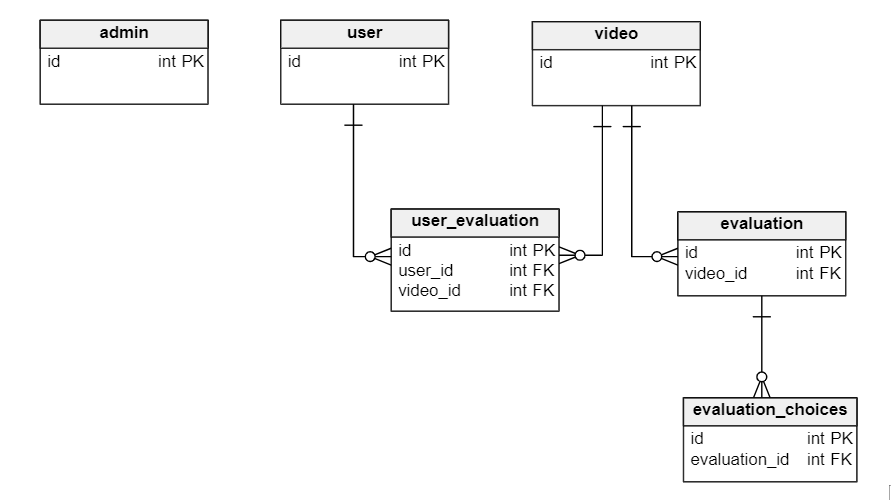 admin
id int PK
user
id int PK
video
id int PK
user_evaluation
id int PK
user_id int FK
video_id int FK
evaluation
id int PK
video_id int FK
evaluation_choices
id int PK
evaluation_id int FK